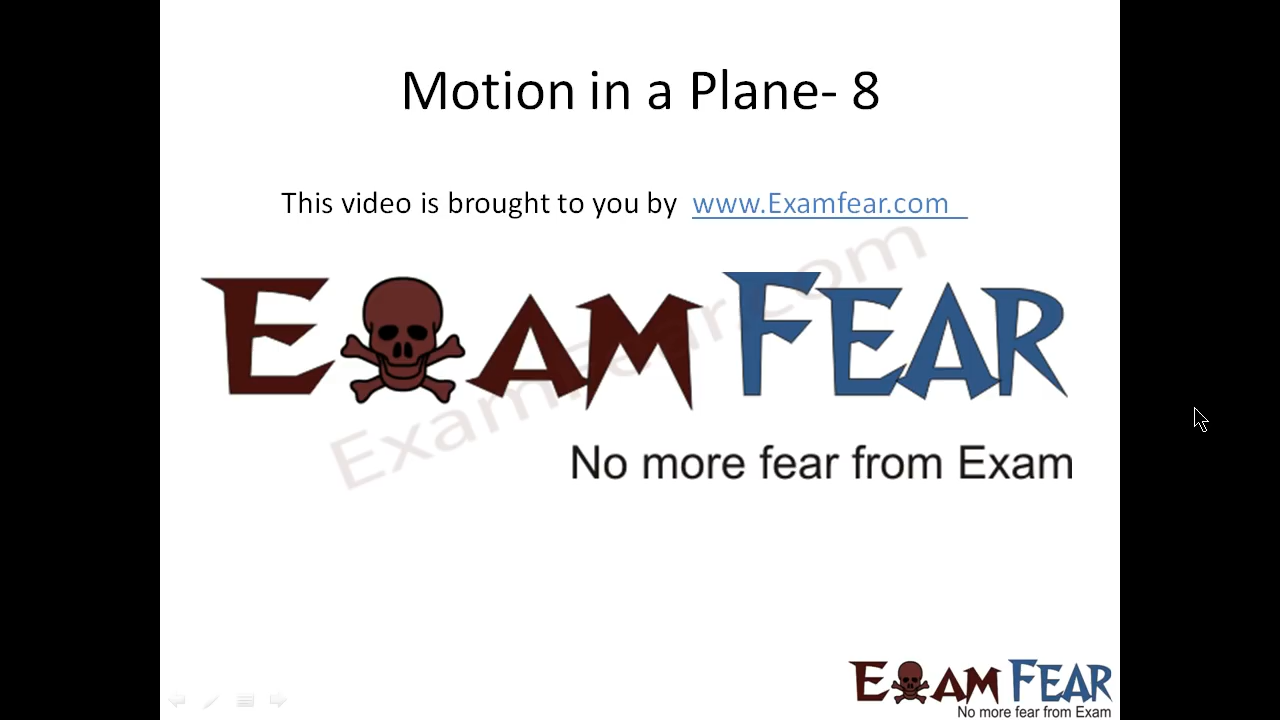 Motion in a Plane- 8
This video is brought to you by www.Examfear.com
ExamFear.com
EXAM FEAR
No more fear from Exam
EXAM FEAR
No more fear from Exam